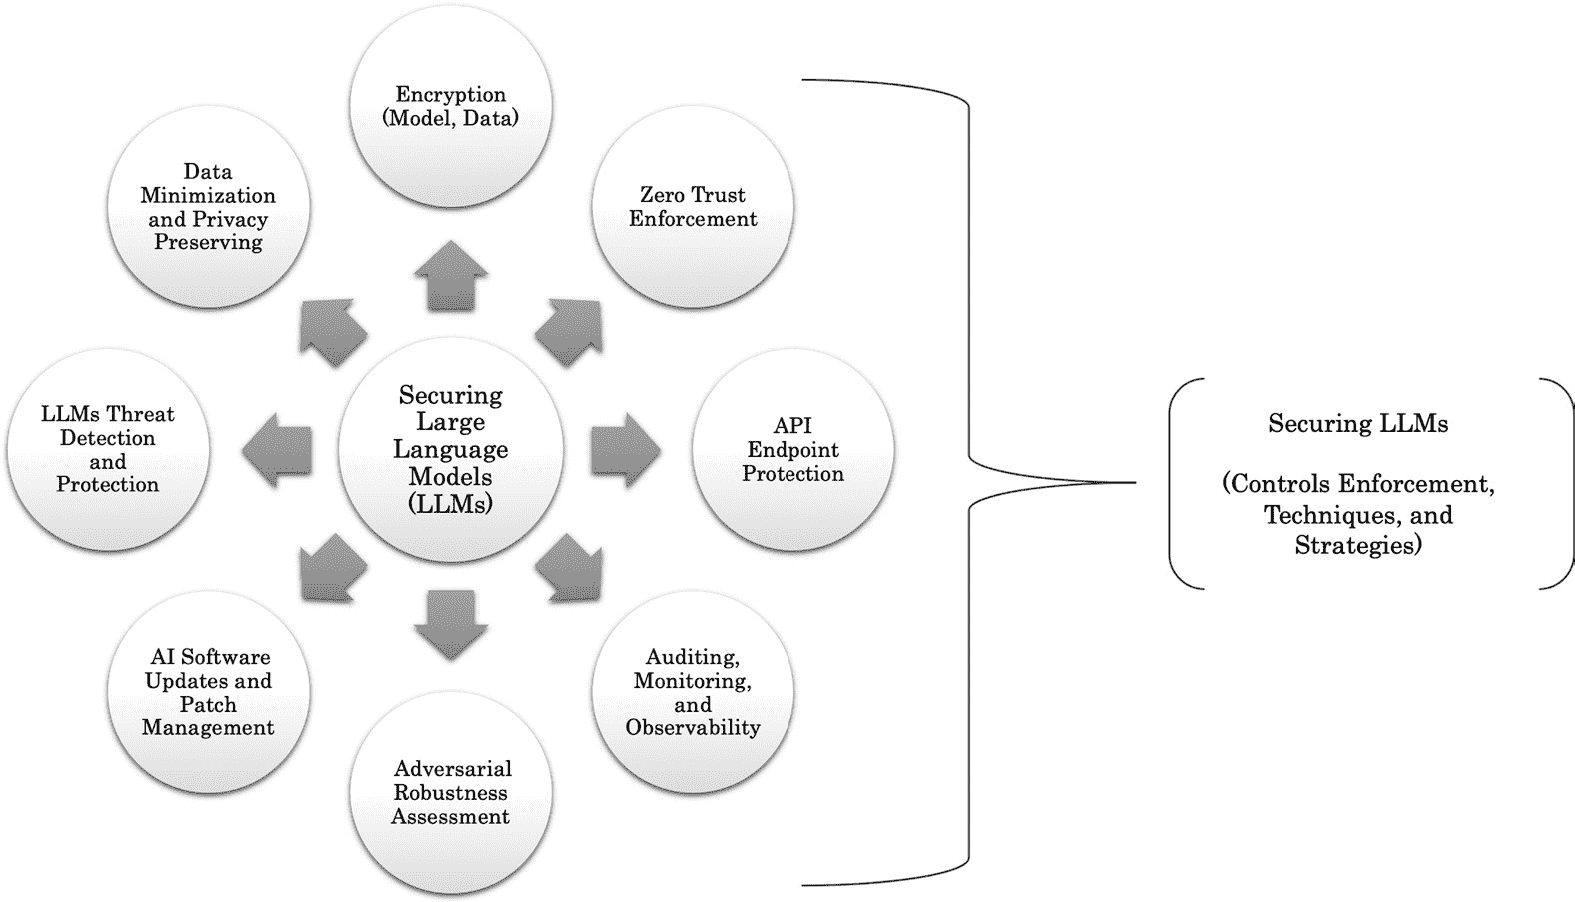 Encryption
(Model, Data)
Zero Trust
Enforcement
API
Endpoint
Protection
Auditing,
Monitoring,
and
Observability
Adversarial
Robustness
Assessment
AI Software
Updates and
Patch
Management
LLMs Threat
Detection
and
Protection
Data
Minimization
and Privacy
Preserving
Securing
Large
Language
Models
(LLMs)
Securing LLMs
(Controls Enforcement,
Techniques, and
Strategies)